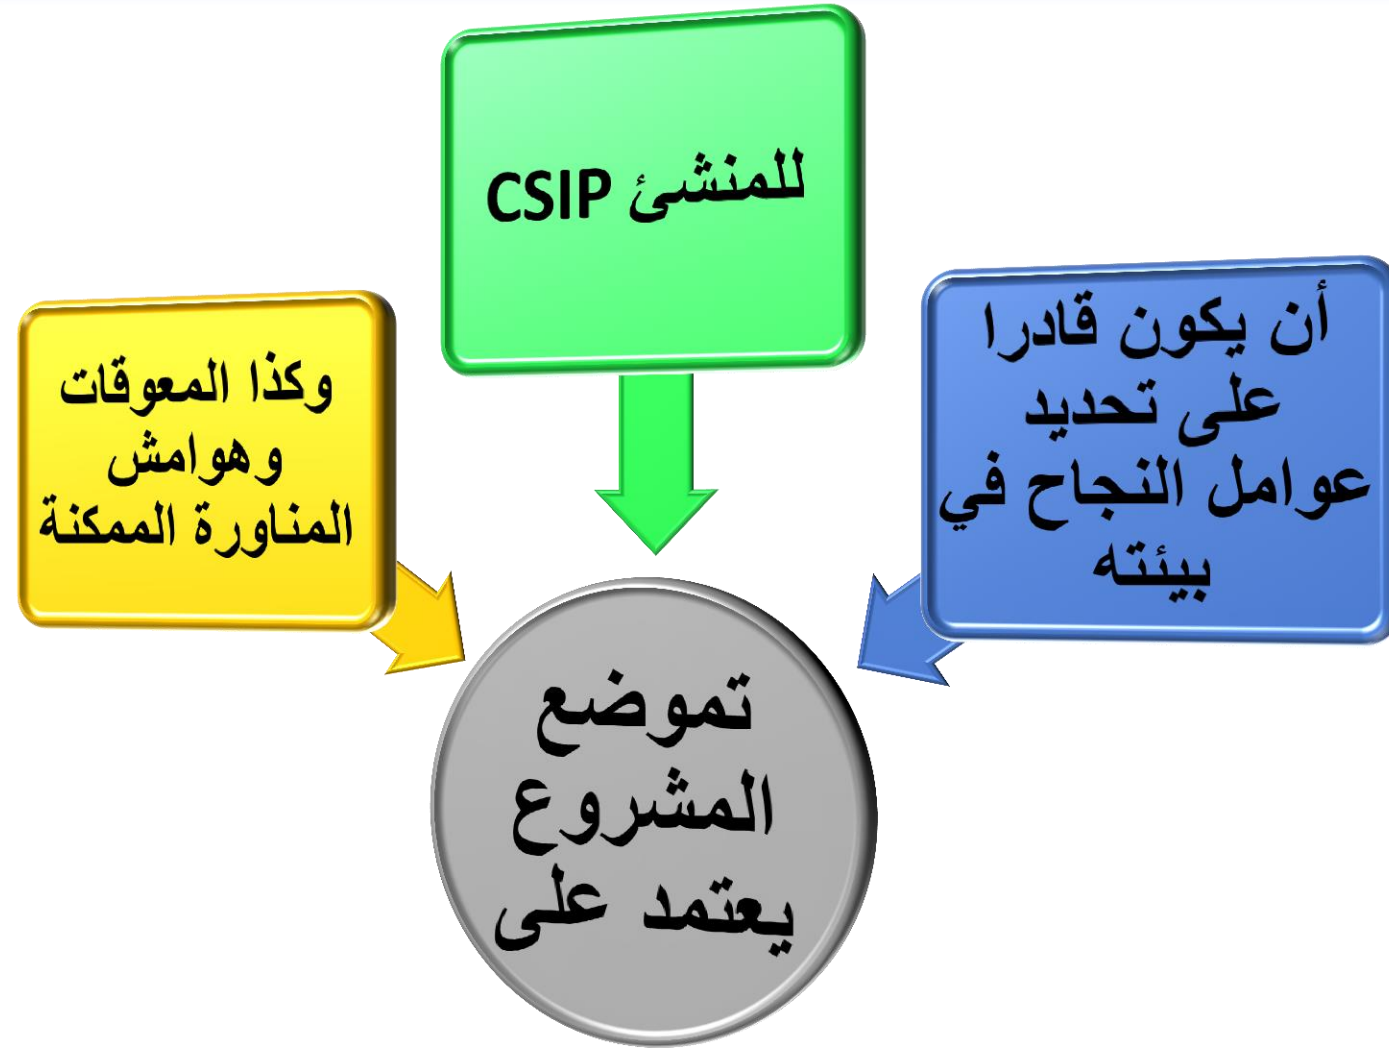 للمنشئ CSIP
أن يكون قادرا
على تحديد
عوامل النجاح في
بيئته
وكذا المعوقات
وهوامش
المناورة الممكنة
تموضع
المشروع
يعتمد على